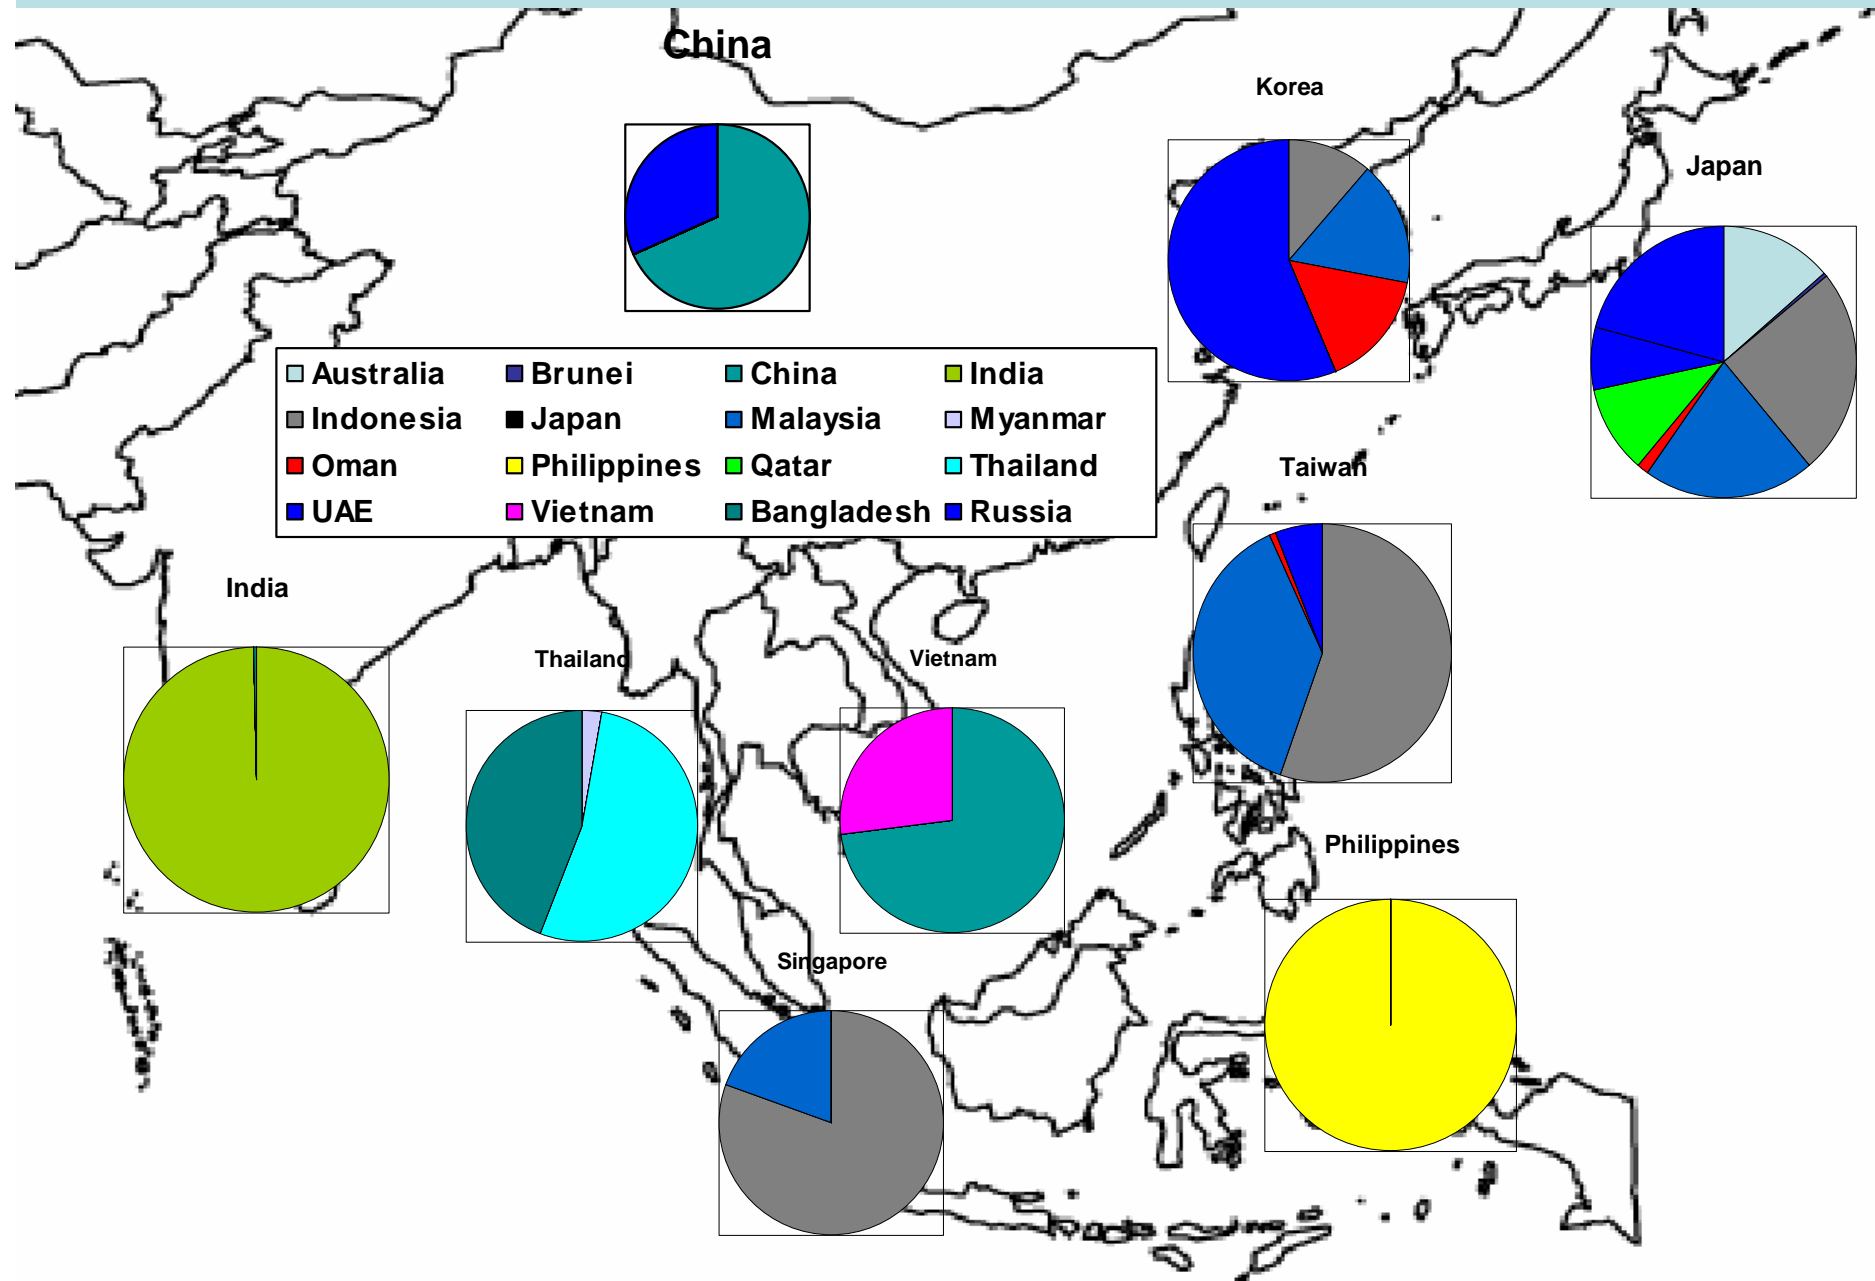 China
Korea
Japan
Australia Brunei China India
Indonesia Japan Malaysia Myanmar
Oman Philippines Qatar Thailand
UAE Vietnam Bangladesh Russia
Taiwan
India
Thailand
Vietnam
Philippines
Singapore